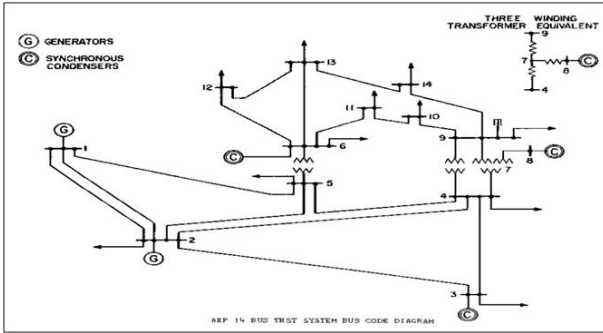 THREE WINDING
TRANSFORMER EQUIVALENT
G GENERATORS
C SYNCHRONOUS
CONDENSERS
9
7
C
8
4
13
14
12
11
10
G
C
6
9
1
C
8
7
5
4
2
G
3
C
AEP 14 BUS TEST SYSTEM BUS CODE DIAGRAM